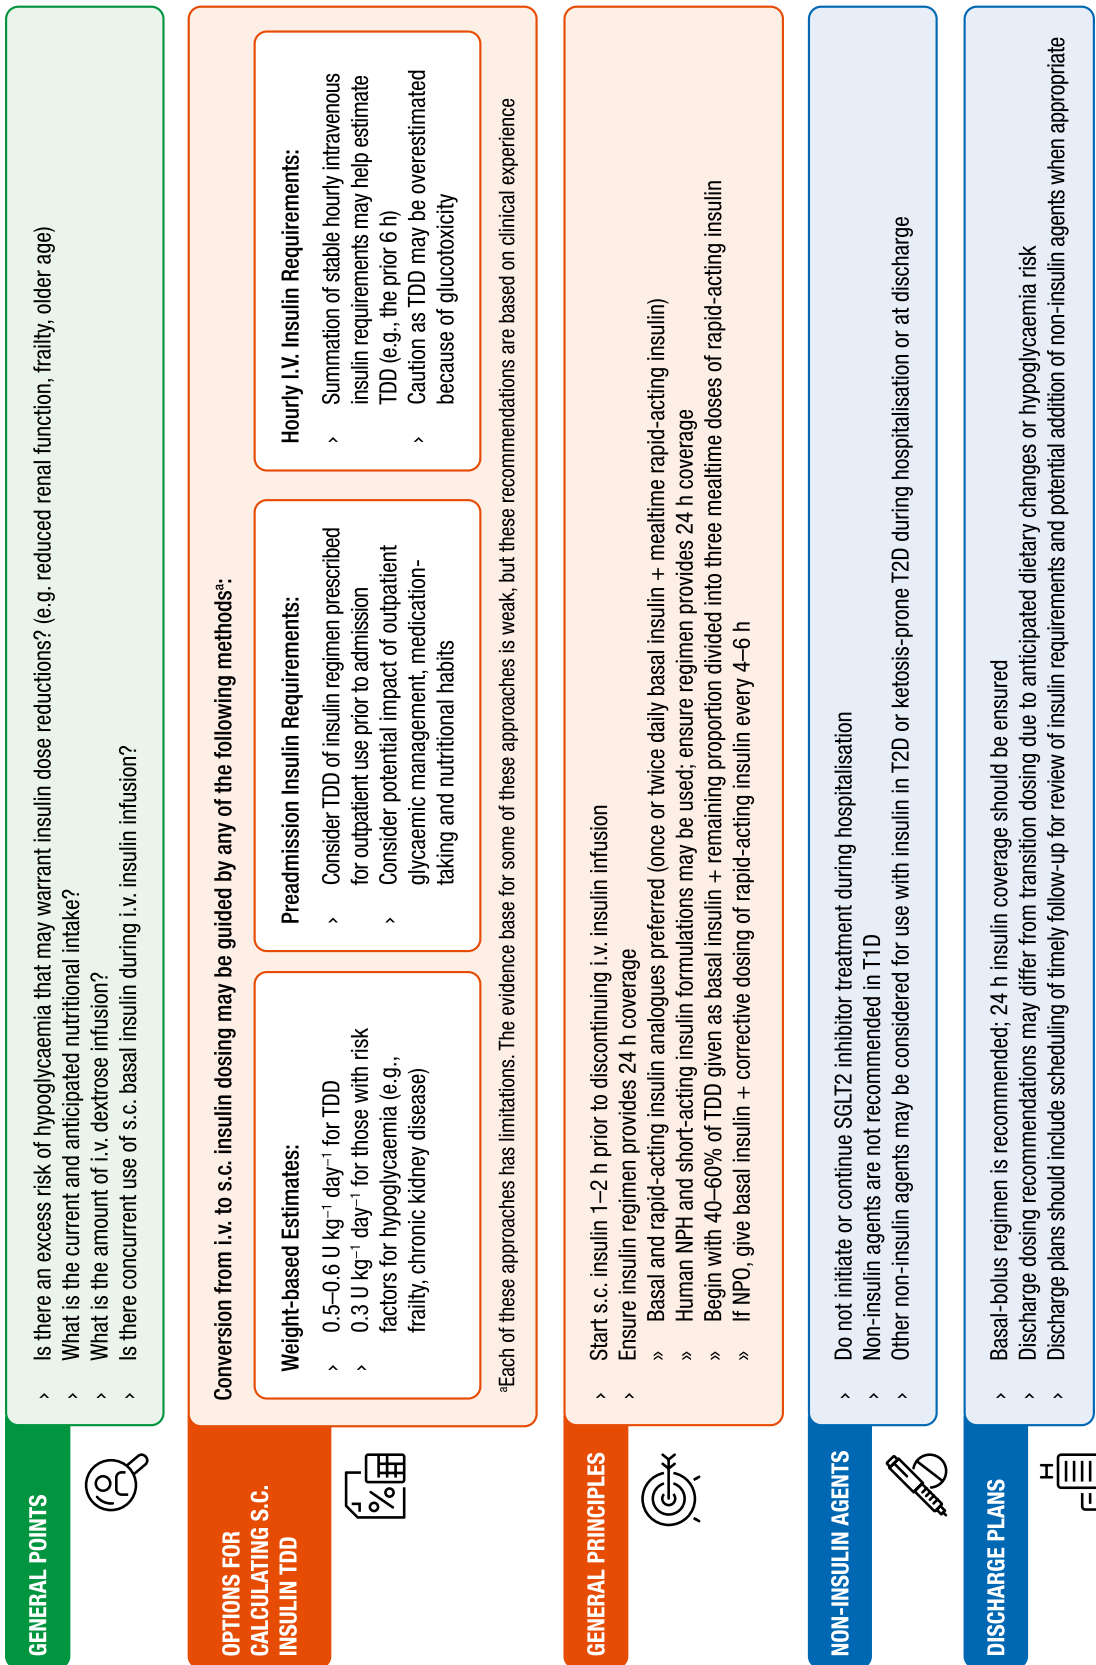 GENERAL POINTS
› Is there an excess risk of hypoglycaemia that may warrant insulin dose reductions? (e.g. reduced renal function, frailty, older age)
› What is the current and anticipated nutritional intake?
› What is the amount of i.v. dextrose infusion?
› Is there concurrent use of s.c. basal insulin during i.v. insulin infusion?
OPTIONS FOR
CALCULATING S.C.
INSULIN TDD
Conversion from i.v. to s.c. insulin dosing may be guided by any of the following methodsᵃ:
Weight-based Estimates:
› 0.5–0.6 U kg⁻¹ day⁻¹ for TDD
› 0.3 U kg⁻¹ day⁻¹ for those with risk
factors for hypoglycaemia (e.g.,
frailty, chronic kidney disease)
Preadmission Insulin Requirements:
› Consider TDD of insulin regimen prescribed
for outpatient use prior to admission
› Consider potential impact of outpatient
glycaemic management, medication-
taking and nutritional habits
Hourly I.V. Insulin Requirements:
› Summation of stable hourly intravenous
insulin requirements may help estimate
TDD (e.g., the prior 6 h)
› Caution as TDD may be overestimated
because of glucotoxicity
ᵃEach of these approaches has limitations. The evidence base for some of these approaches is weak, but these recommendations are based on clinical experience
GENERAL PRINCIPLES
› Start s.c. insulin 1–2 h prior to discontinuing i.v. insulin infusion
› Ensure insulin regimen provides 24 h coverage
» Basal and rapid-acting insulin analogues preferred (once or twice daily basal insulin + mealtime rapid-acting insulin)
» Human NPH and short-acting insulin formulations may be used; ensure regimen provides 24 h coverage
» Begin with 40–60% of TDD given as basal insulin + remaining proportion divided into three mealtime doses of rapid-acting insulin
» If NPO, give basal insulin + corrective dosing of rapid-acting insulin every 4–6 h
NON-INSULIN AGENTS
› Do not initiate or continue SGLT2 inhibitor treatment during hospitalisation
› Non-insulin agents are not recommended in T1D
› Other non-insulin agents may be considered for use with insulin in T2D or ketosis-prone T2D during hospitalisation or at discharge
DISCHARGE PLANS
› Basal-bolus regimen is recommended; 24 h insulin coverage should be ensured
› Discharge dosing recommendations may differ from transition dosing due to anticipated dietary changes or hypoglycaemia risk
› Discharge plans should include scheduling of timely follow-up for review of insulin requirements and potential addition of non-insulin agents when appropriate